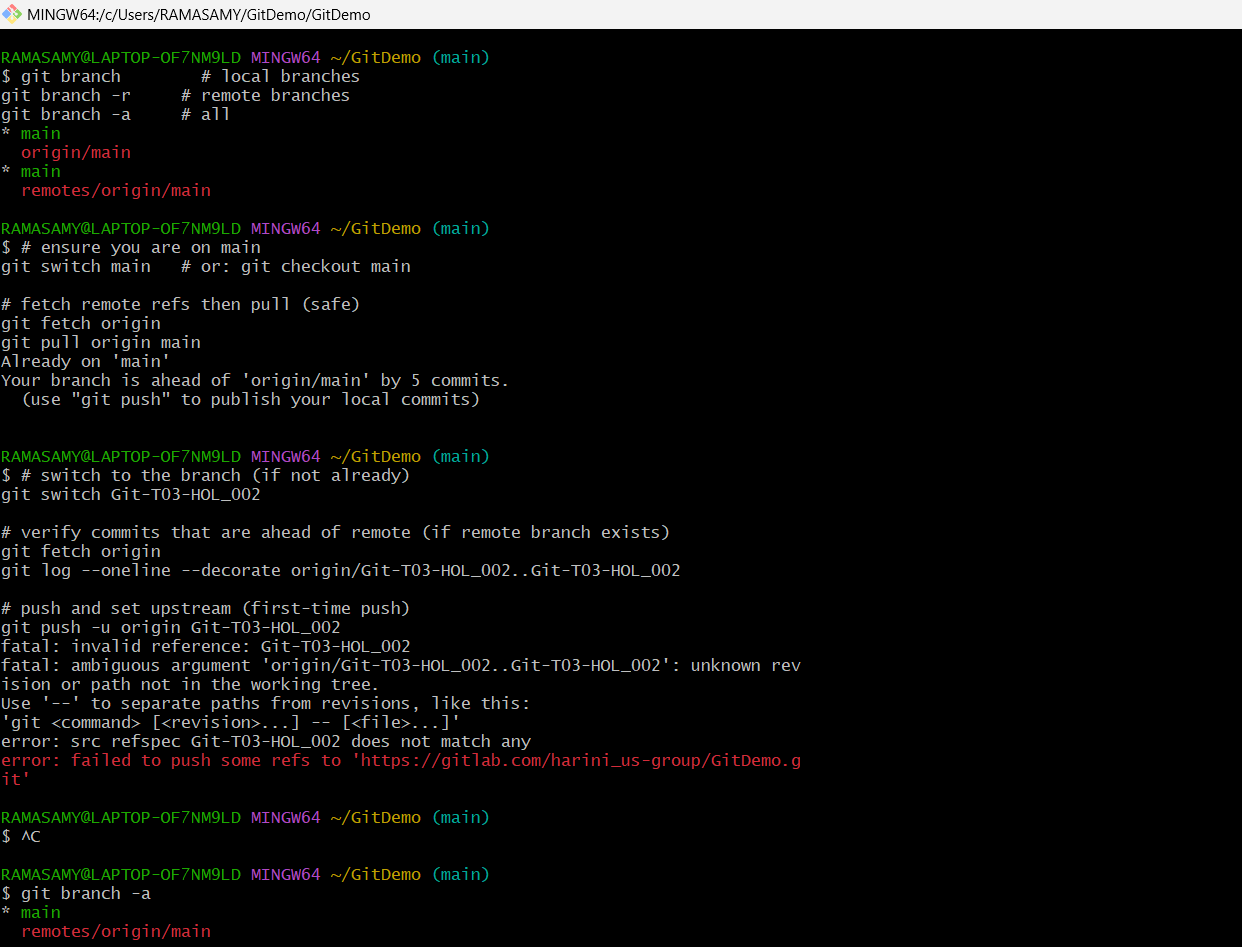 MINGW64:/c/Users/RAMASAMY/GitDemo/GitDemo
RAMASAMY@LAPTOP-OF7NM9LD MINGW64 ~/GitDemo (main)
$ git branch        # local branches
git branch -r     # remote branches
git branch -a     # all
* main
  origin/main
* main
  remotes/origin/main
RAMASAMY@LAPTOP-OF7NM9LD MINGW64 ~/GitDemo (main)
$ # ensure you are on main
git switch main   # or: git checkout main
# fetch remote refs then pull (safe)
git fetch origin
git pull origin main
Already on 'main'
Your branch is ahead of 'origin/main' by 5 commits.
  (use "git push" to publish your local commits)
RAMASAMY@LAPTOP-OF7NM9LD MINGW64 ~/GitDemo (main)
$ # switch to the branch (if not already)
git switch Git-T03-HOL_002
# verify commits that are ahead of remote (if remote branch exists)
git fetch origin
git log --oneline --decorate origin/Git-T03-HOL_002..Git-T03-HOL_002
# push and set upstream (first-time push)
git push -u origin Git-T03-HOL_002
fatal: invalid reference: Git-T03-HOL_002
fatal: ambiguous argument 'origin/Git-T03-HOL_002..Git-T03-HOL_002': unknown rev
ision or path not in the working tree.
Use '--' to separate paths from revisions, like this:
'git <command> [<revision>...] -- [<file>...]'
error: src refspec Git-T03-HOL_002 does not match any
error: failed to push some refs to 'https://gitlab.com/harini_us-group/GitDemo.g
it'
RAMASAMY@LAPTOP-OF7NM9LD MINGW64 ~/GitDemo (main)
$ ^C
RAMASAMY@LAPTOP-OF7NM9LD MINGW64 ~/GitDemo (main)
$ git branch -a
* main
  remotes/origin/main